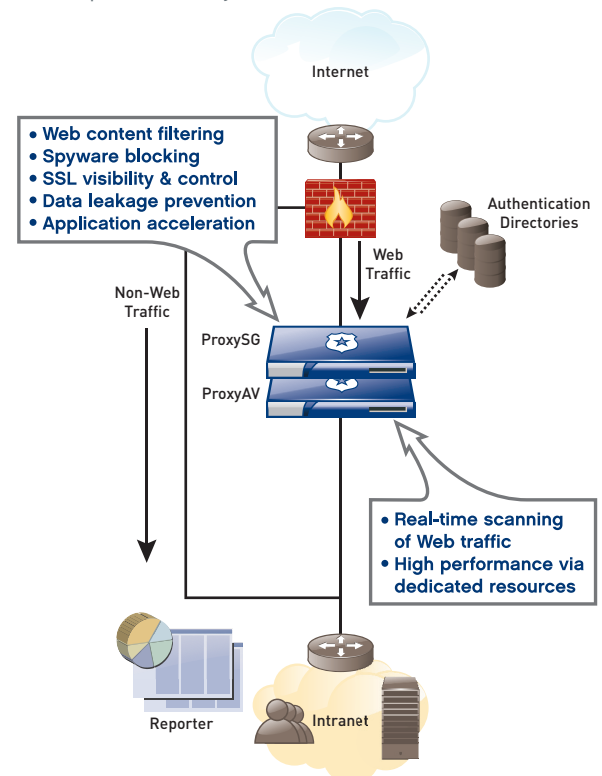 Internet
• Web content filtering
• Spyware blocking
• SSL visibility & control
• Data leakage prevention
• Application acceleration
Authentication
Directories
Web
Traffic
Non-Web
Traffic
ProxySG
ProxyAV
• Real-time scanning
of Web traffic
• High performance via
dedicated resources
Reporter
Intranet